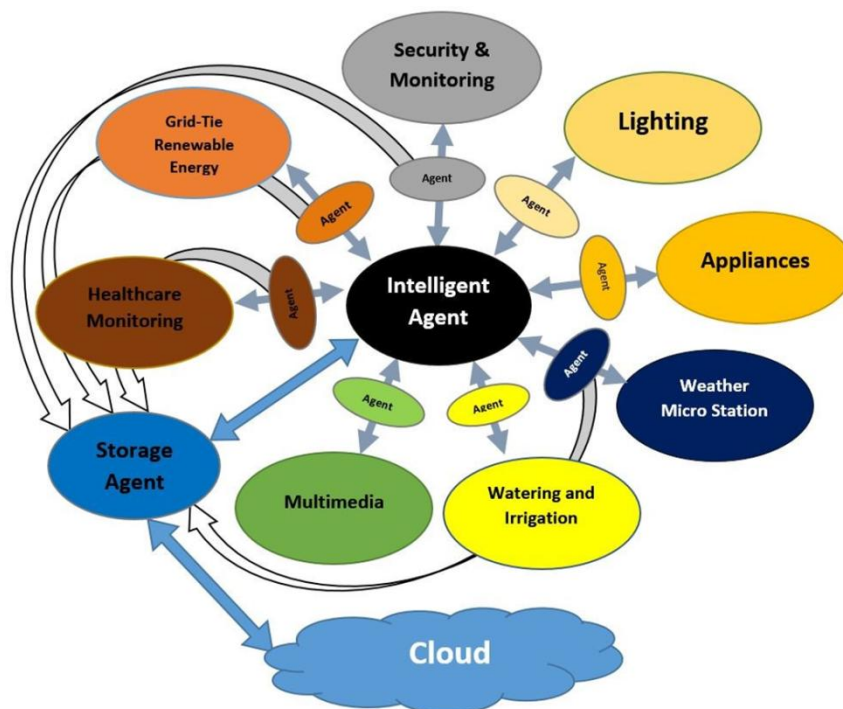 Security &
Monitoring
Grid-Tie
Renewable
Energy
Lighting
Agent
Agent
Agent
Appliances
Agent
Healthcare
Monitoring
Agent
Intelligent
Agent
Agent
Weather
Micro Station
Agent
Agent
Storage
Agent
Multimedia
Watering and
Irrigation
Cloud